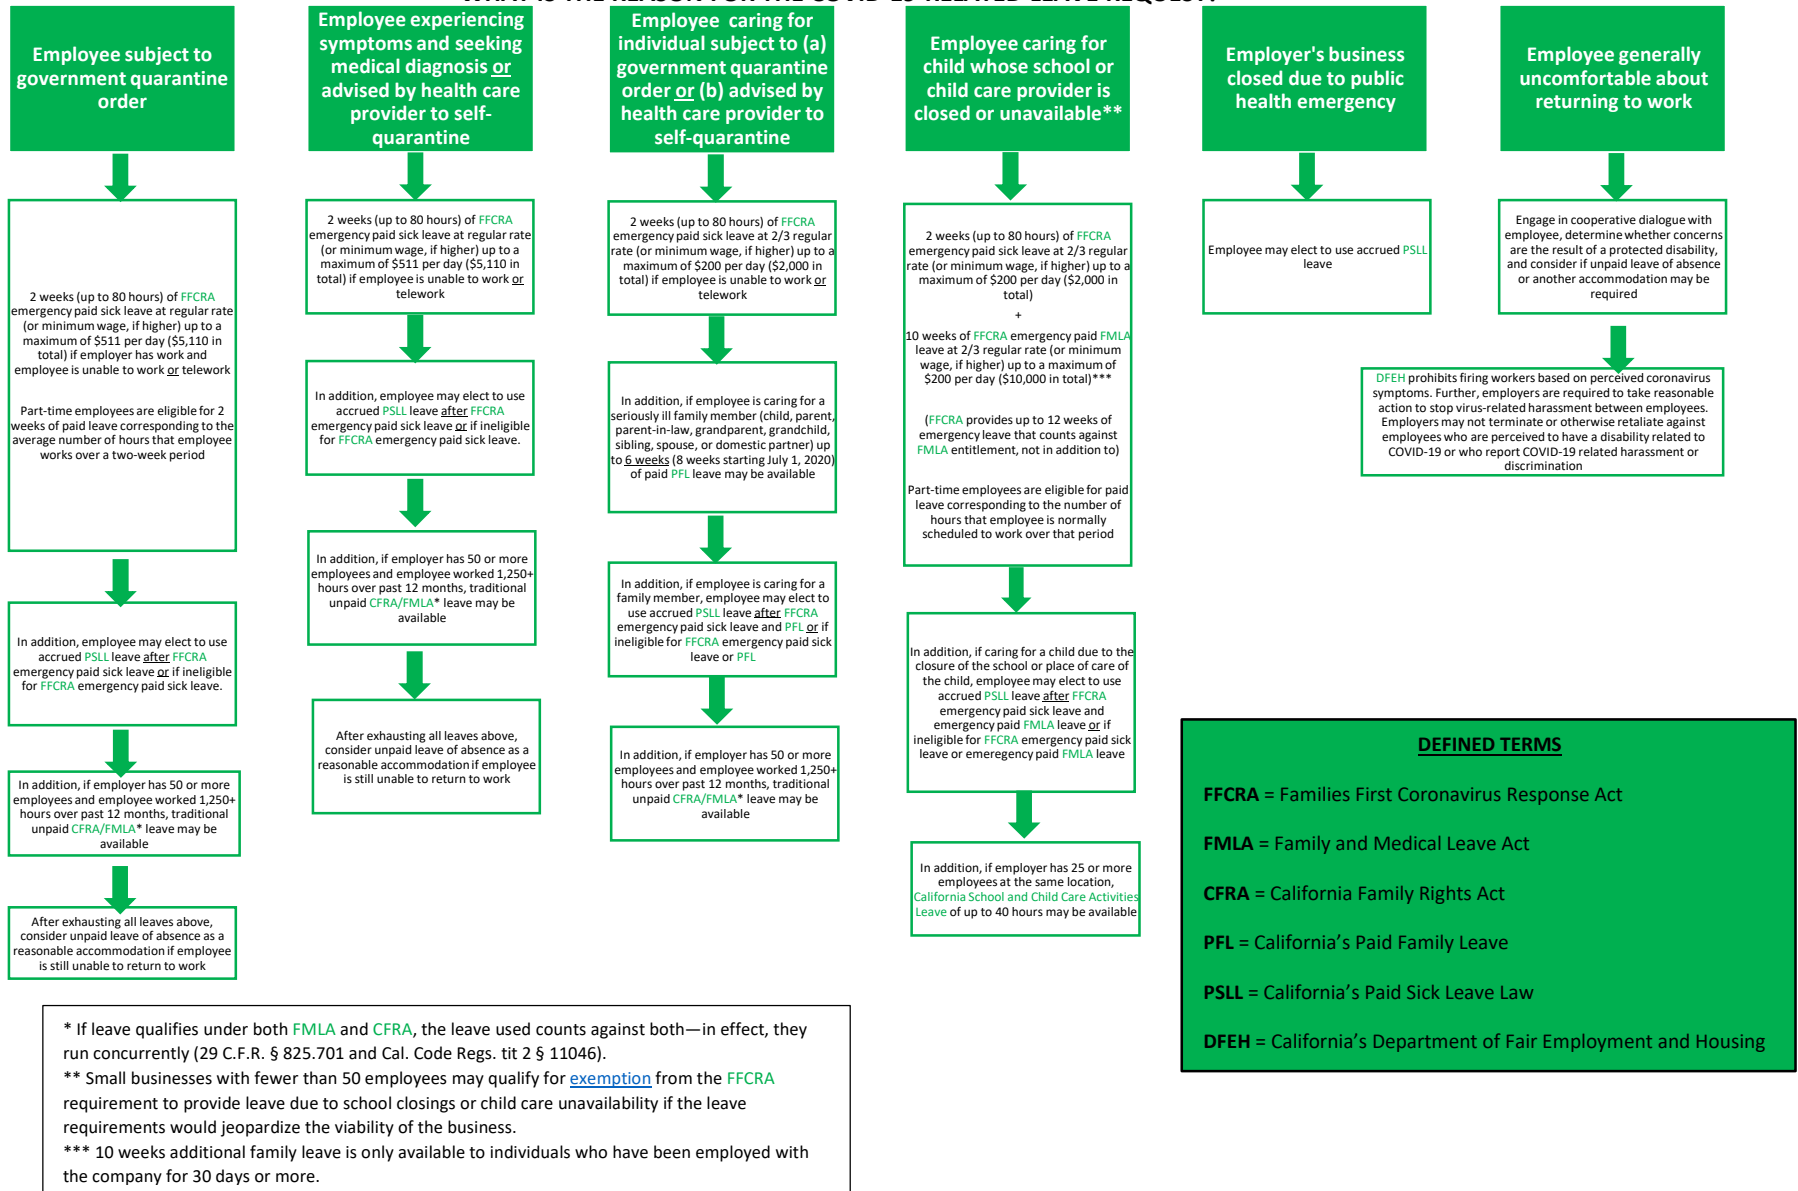 WHAT IS THE REASON FOR THE COVID-19-RELATED LEAVE REQUEST?
Employee subject to
government quarantine
order
2 weeks (up to 80 hours) of FFCRA
emergency paid sick leave at regular rate
(or minimum wage, if higher) up to a
maximum of $511 per day ($5,110 in
total) if employer has work and
employee is unable to work or telework
Part-time employees are eligible for 2
weeks of paid leave corresponding to the
average number of hours that employee
works over a two-week period
In addition, employee may elect to use
accrued PSLL leave after FFCRA
emergency paid sick leave or if ineligible
for FFCRA emergency paid sick leave.
In addition, if employer has 50 or more
employees and employee worked 1,250+
hours over past 12 months, traditional
unpaid CFRA/FMLA* leave may be
available
After exhausting all leaves above,
consider unpaid leave of absence as a
reasonable accommodation if employee
is still unable to return to work
Employee experiencing
symptoms and seeking
medical diagnosis or
advised by health care
provider to self-
quarantine
2 weeks (up to 80 hours) of FFCRA
emergency paid sick leave at regular rate
(or minimum wage, if higher) up to a
maximum of $511 per day ($5,110 in
total) if employee is unable to work or
telework
In addition, employee may elect to use
accrued PSLL leave after FFCRA
emergency paid sick leave or if ineligible
for FFCRA emergency paid sick leave.
In addition, if employer has 50 or more
employees and employee worked 1,250+
hours over past 12 months, traditional
unpaid CFRA/FMLA* leave may be
available
After exhausting all leaves above,
consider unpaid leave of absence as a
reasonable accommodation if employee
is still unable to return to work
Employee caring for
individual subject to (a)
government quarantine
order or (b) advised by
health care provider to
self-quarantine
2 weeks (up to 80 hours) of FFCRA
emergency paid sick leave at 2/3 regular
rate (or minimum wage, if higher) up to a
maximum of $200 per day ($2,000 in
total) if employee is unable to work or
telework
In addition, if employee is caring for a
seriously ill family member (child, parent,
parent-in-law, grandparent, grandchild,
sibling, spouse, or domestic partner) up
to 6 weeks (8 weeks starting July 1, 2020)
of paid PFL leave may be available
In addition, if employee is caring for a
family member, employee may elect to
use accrued PSLL leave after FFCRA
emergency paid sick leave and PFL or if
ineligible for FFCRA emergency paid sick
leave or PFL
In addition, if employer has 50 or more
employees and employee worked 1,250+
hours over past 12 months, traditional
unpaid CFRA/FMLA* leave may be
available
Employee caring for
child whose school or
child care provider is
closed or unavailable**
2 weeks (up to 80 hours) of FFCRA
emergency paid sick leave at 2/3 regular
rate (or minimum wage, if higher) up to a
maximum of $200 per day ($2,000 in
total)
+
10 weeks of FFCRA emergency paid FMLA
leave at 2/3 regular rate (or minimum
wage, if higher) up to a maximum of
$200 per day ($10,000 in total)***
(FFCRA provides up to 12 weeks of
emergency leave that counts against
FMLA entitlement, not in addition to)
Part-time employees are eligible for paid
leave corresponding to the number of
hours that employee is normally
scheduled to work over that period
In addition, if caring for a child due to the
closure of the school or place of care of
the child, employee may elect to use
accrued PSLL leave after FFCRA
emergency paid sick leave and
emergency paid FMLA leave or if
ineligible for FFCRA emergency paid sick
leave or emeregency paid FMLA leave
In addition, if employer has 25 or more
employees at the same location,
California School and Child Care Activities
Leave of up to 40 hours may be available
Employer's business
closed due to public
health emergency
Employee may elect to use accrued PSLL
leave
Employee generally
uncomfortable about
returning to work
Engage in cooperative dialogue with
employee, determine whether concerns
are the result of a protected disability,
and consider if unpaid leave of absence
or another accommodation may be
required
DFEH prohibits firing workers based on perceived coronavirus
symptoms. Further, employers are required to take reasonable
action to stop virus-related harassment between employees.
Employers may not terminate or otherwise retaliate against
employees who are perceived to have a disability related to
COVID-19 or who report COVID-19 related harassment or
discrimination
DEFINED TERMS
FFCRA = Families First Coronavirus Response Act
FMLA = Family and Medical Leave Act
CFRA = California Family Rights Act
PFL = California’s Paid Family Leave
PSLL = California’s Paid Sick Leave Law
DFEH = California’s Department of Fair Employment and Housing
* If leave qualifies under both FMLA and CFRA, the leave used counts against both—in effect, they
run concurrently (29 C.F.R. § 825.701 and Cal. Code Regs. tit 2 § 11046).
** Small businesses with fewer than 50 employees may qualify for exemption from the FFCRA
requirement to provide leave due to school closings or child care unavailability if the leave
requirements would jeopardize the viability of the business.
*** 10 weeks additional family leave is only available to individuals who have been employed with
the company for 30 days or more.